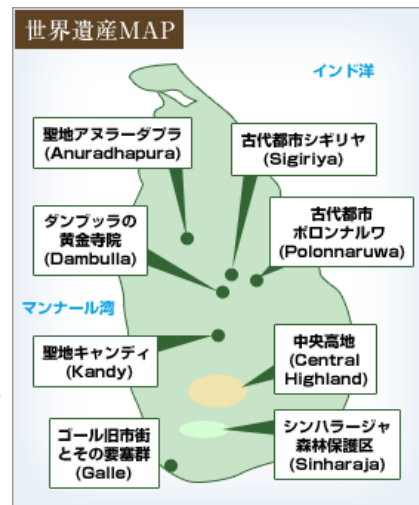 世界遺産MAP
インド洋
聖地アヌラーダプラ
(Anuradhapura)
古代都市シギリヤ
(Sigiriya)
ダンブッラの
黄金寺院
(Dambulla)
古代都市
ポロンナルワ
(Polonnaruwa)
マンナール湾
聖地キャンディ
(Kandy)
中央高地
(Central
Highland)
ゴール旧市街
とその要塞群
(Galle)
シンハラージャ
森林保護区
(Sinharaja)